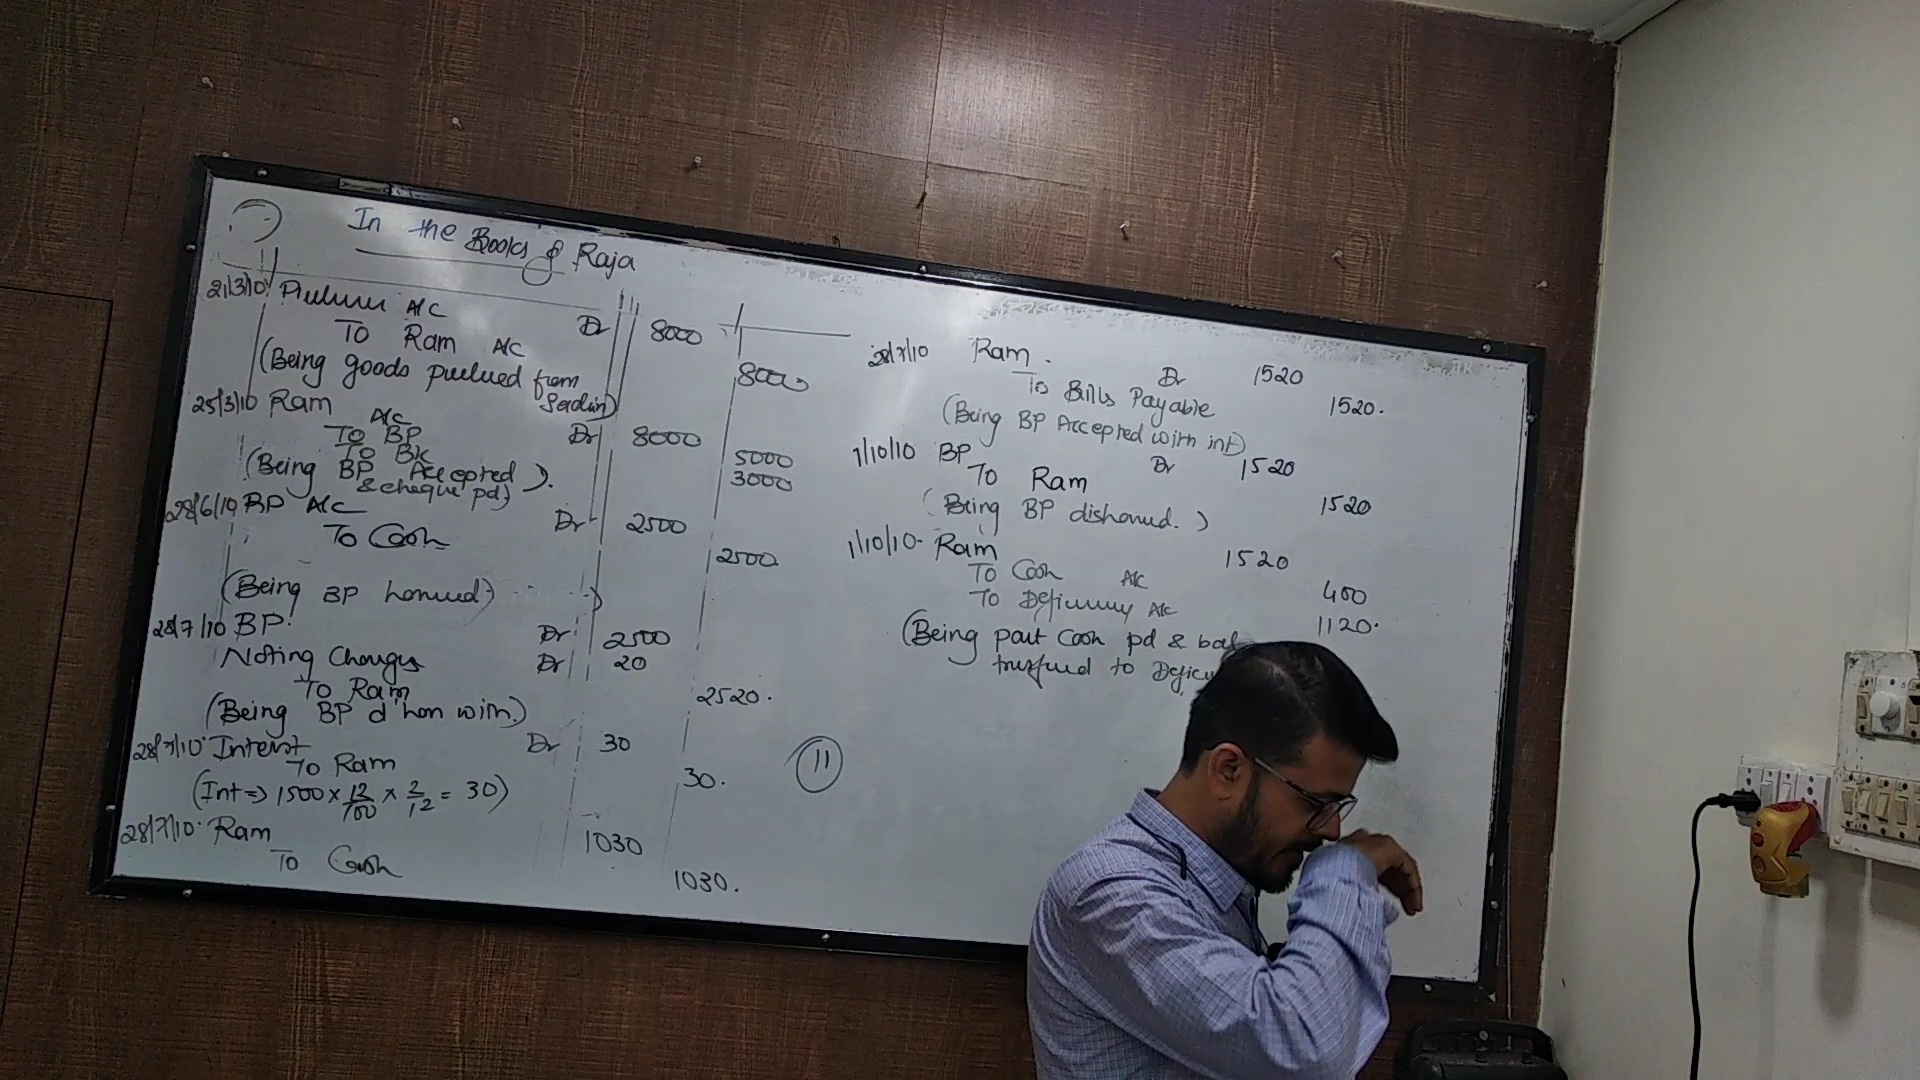 In the Books of Raja
21/3/10 A/C Dr 8000
To Ram A/C 8000
(Being goods from
25/3/10 Ram A/C Dr 8000
To BP 5000
To Bk 3000
(Being BP Accepted
& cheque pd)
28/6/10 BP A/C Dr 2500
To Cash 2500
(Being BP honured)
28/7/10 BP Dr 2500
Noting Charges Dr 20
To Ram 2520.
(Being BP d'hon with.)
28/7/10 Interest Dr 30
To Ram 30.
(Int => 1500 × 12/100 × 2/12 = 30)
28/7/10 Ram 1030
To Cash 1030.
11
28/7/10 Ram. Dr 1520
To Bills Payable 1520.
(Being BP Accepted with int)
1/10/10 BP Dr 1520
To Ram 1520
(Being BP dishonud.)
1/10/10 Ram 1520
To Cash A/C 400
To A/C 1120.
(Being part Cash pd & bal
to